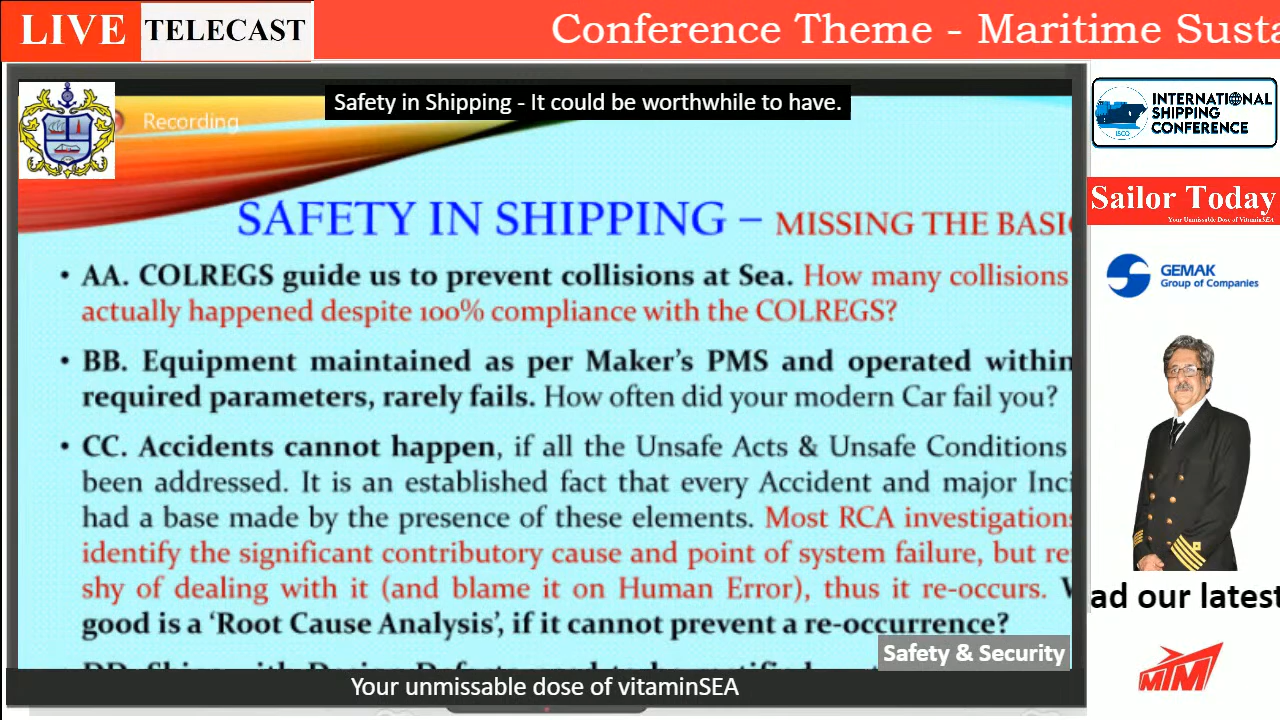 LIVE TELECAST
Conference Theme - Maritime Susta
Safety in Shipping - It could be worthwhile to have.
Recording
INTERNATIONAL
SHIPPING
CONFERENCE
ISCO
Sailor Today
Your Unmissable Dose of VitaminSEA
GEMAK
Group of Companies
ad our latest
MTM
SAFETY IN SHIPPING – MISSING THE BASIC
• AA. COLREGS guide us to prevent collisions at Sea. How many collisions
actually happened despite 100% compliance with the COLREGS?
• BB. Equipment maintained as per Maker's PMS and operated within
required parameters, rarely fails. How often did your modern Car fail you?
• CC. Accidents cannot happen, if all the Unsafe Acts & Unsafe Conditions
been addressed. It is an established fact that every Accident and major Inci
had a base made by the presence of these elements. Most RCA investigations
identify the significant contributory cause and point of system failure, but re
shy of dealing with it (and blame it on Human Error), thus it re-occurs.
good is a 'Root Cause Analysis', if it cannot prevent a re-occurrence?
Safety & Security
Your unmissable dose of vitaminSEA